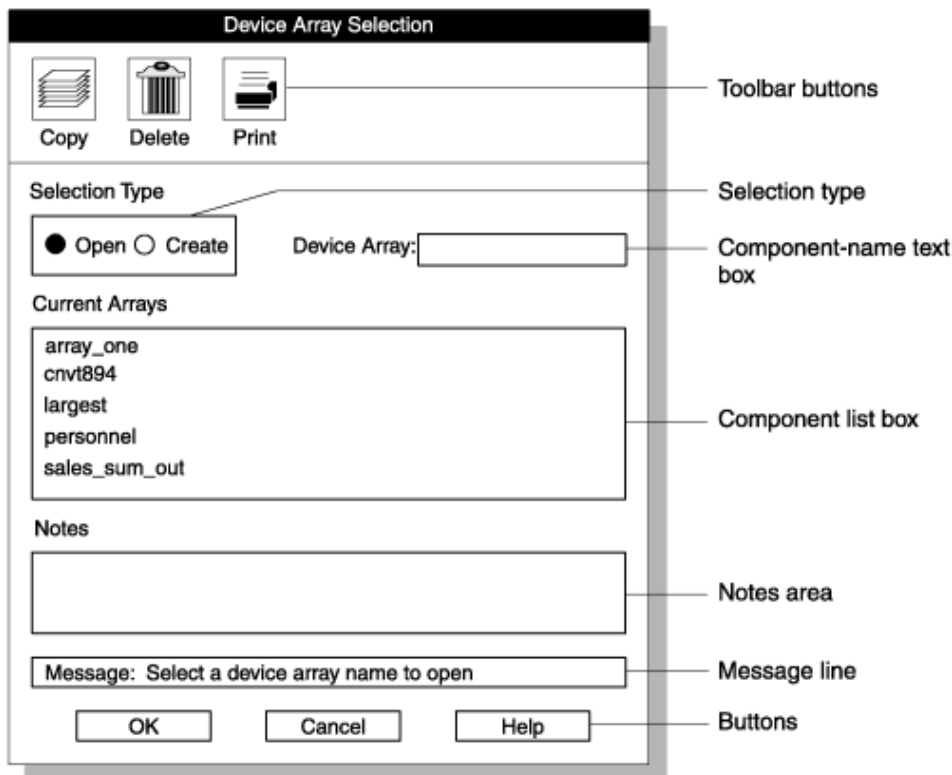 Device Array Selection
Copy Delete Print
Toolbar buttons
Selection Type
Selection type
Open Create
Device Array:
Component-name text
box
Current Arrays
array_one
cnvt894
largest
personnel
sales_sum_out
Component list box
Notes
Notes area
Message: Select a device array name to open
Message line
OK Cancel Help
Buttons